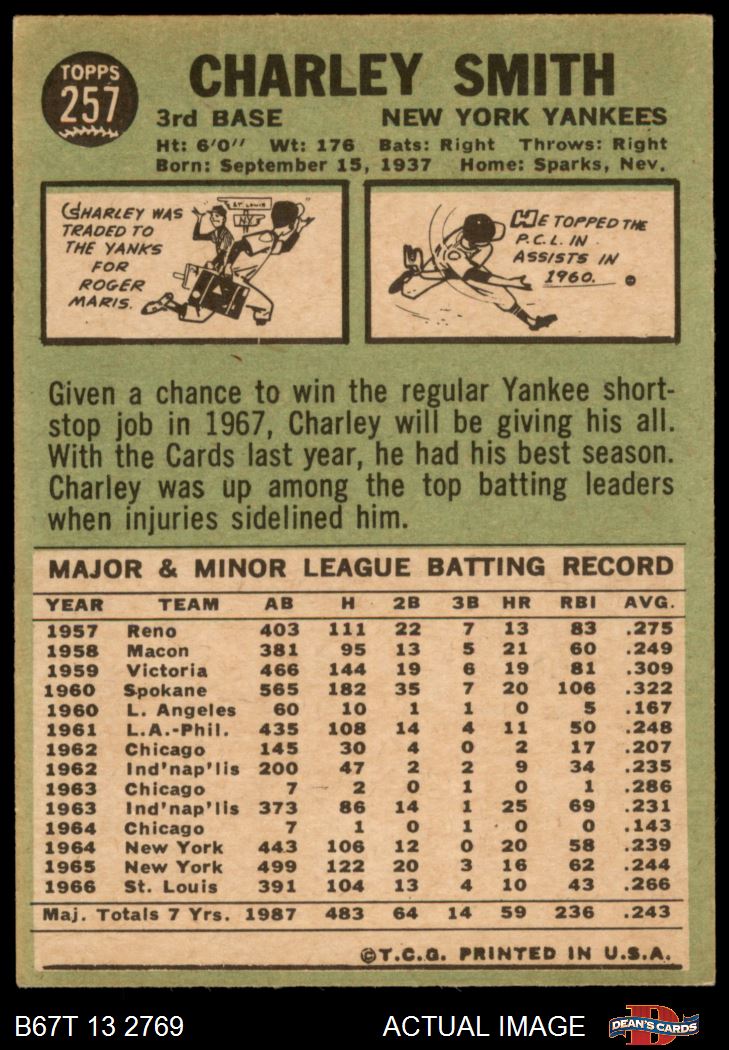 TOPPS
257
CHARLEY SMITH
3rd BASE NEW YORK YANKEES
Ht: 6'0" Wt: 176 Bats: Right Throws: Right
Born: September 15, 1937 Home: Sparks, Nev.
CHARLEY WAS
TRADED TO
THE YANKS
FOR
ROGER
MARIS.
ST. LOUIS
N.Y.
HE TOPPED THE
P.C.L. IN
ASSISTS IN
1960.
Given a chance to win the regular Yankee short-
stop job in 1967, Charley will be giving his all.
With the Cards last year, he had his best season.
Charley was up among the top batting leaders
when injuries sidelined him.
MAJOR & MINOR LEAGUE BATTING RECORD
YEAR TEAM AB H 2B 3B HR RBI AVG.
1957 Reno 403 111 22 7 13 83 .275
1958 Macon 381 95 13 5 21 60 .249
1959 Victoria 466 144 19 6 19 81 .309
1960 Spokane 565 182 35 7 20 106 .322
1960 L. Angeles 60 10 1 1 0 5 .167
1961 L.A.-Phil. 435 108 14 4 11 50 .248
1962 Chicago 145 30 4 0 2 17 .207
1962 Ind'nap'lis 200 47 2 2 9 34 .235
1963 Chicago 7 2 0 1 0 1 .286
1963 Ind'nap'lis 373 86 14 1 25 69 .231
1964 Chicago 7 1 0 1 0 0 .143
1964 New York 443 106 12 0 20 58 .239
1965 New York 499 122 20 3 16 62 .244
1966 St. Louis 391 104 13 4 10 43 .266
Maj. Totals 7 Yrs. 1987 483 64 14 59 236 .243
©T.C.G. PRINTED IN U.S.A.
B67T 13 2769 ACTUAL IMAGE
D
DEAN'S CARDS